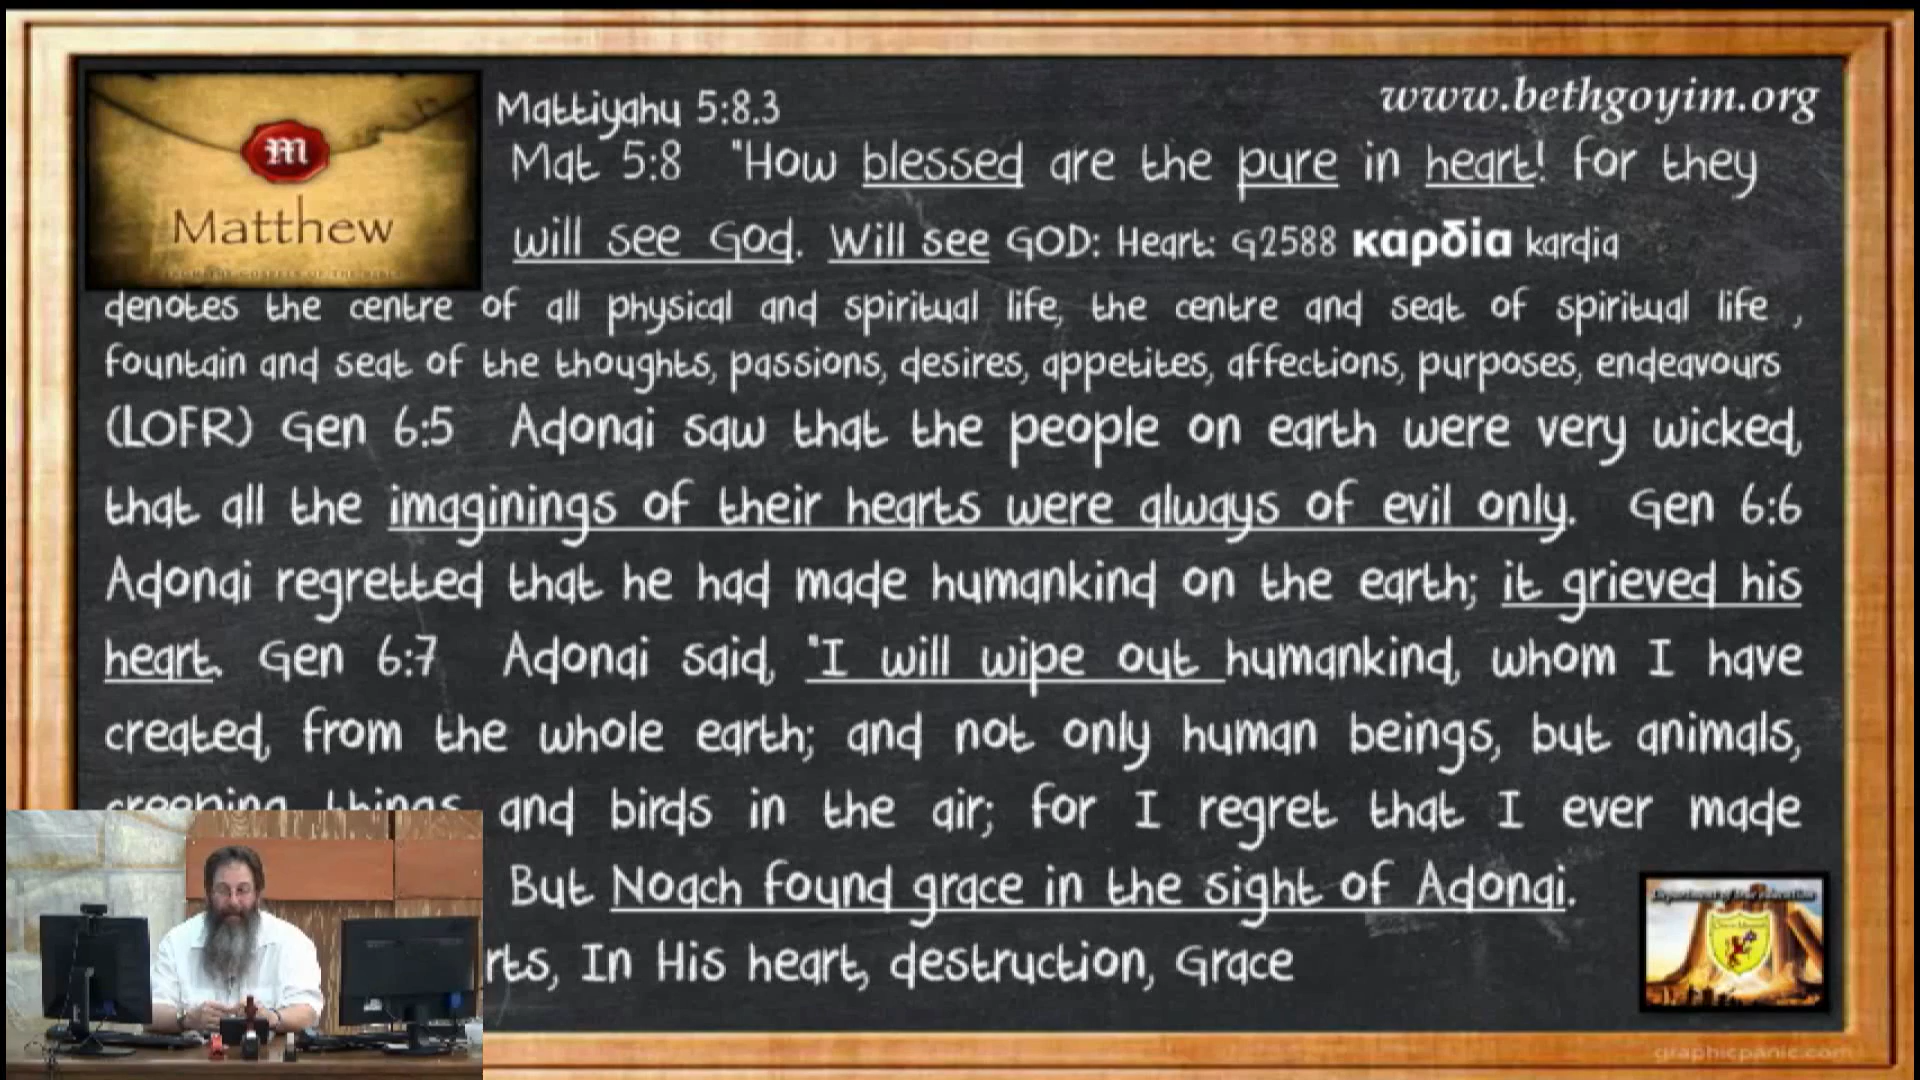 www.bethgoyim.org
M
Matthew
Mattiyahu 5:8.3
Mat 5:8 "How blessed are the pure in heart! for they
will see God. Will see GOD: Heart: G2588 καρδία kardia
denotes the centre of all physical and spiritual life, the centre and seat of spiritual life ,
fountain and seat of the thoughts, passions, desires, appetites, affections, purposes, endeavours
(LOFR) Gen 6:5 Adonai saw that the people on earth were very wicked,
that all the imaginings of their hearts were always of evil only. Gen 6:6
Adonai regretted that he had made humankind on the earth; it grieved his
heart. Gen 6:7 Adonai said, "I will wipe out humankind, whom I have
created, from the whole earth; and not only human beings, but animals,
creeping things and birds in the air; for I regret that I ever made
But Noach found grace in the sight of Adonai.
rts, In His heart, destruction, Grace
graphicpanic.com